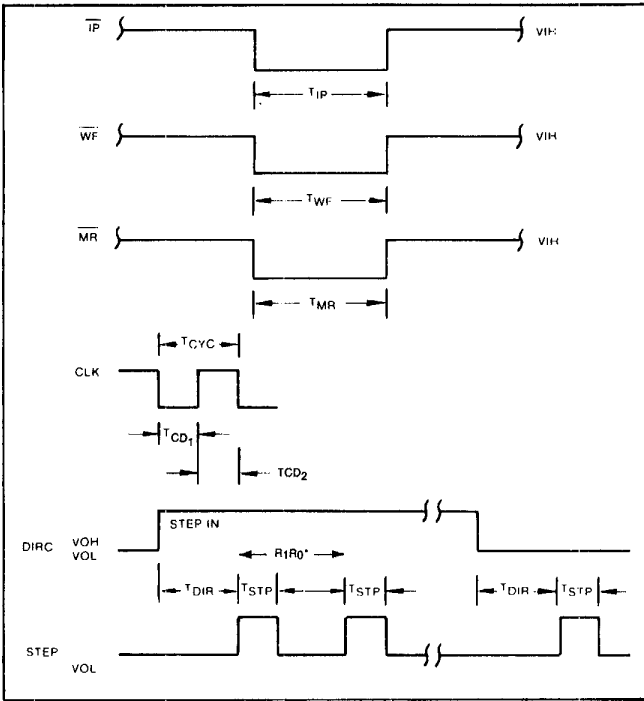 IP VIH
TIP
WF VIH
TWF
MR VIH
TMR
TCYC
CLK
TCD1
TCD2
STEP IN
DIRC VOH
VOL
R1R0*
TDIR TSTP TSTP TDIR TSTP
STEP
VOL